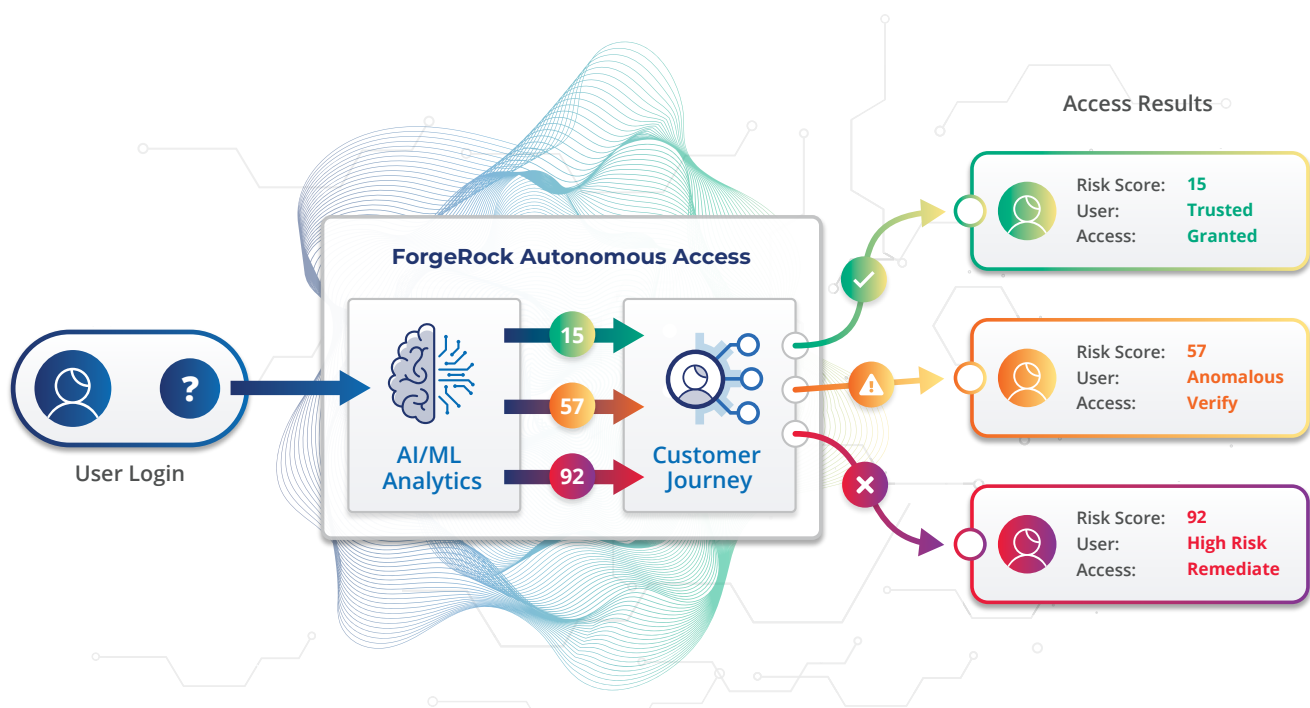 Access Results
Risk Score: 15
User: Trusted
Access: Granted
ForgeRock Autonomous Access
15
57
92
AI/ML
Analytics
Customer
Journey
?
User Login
Risk Score: 57
User: Anomalous
Access: Verify
Risk Score: 92
User: High Risk
Access: Remediate